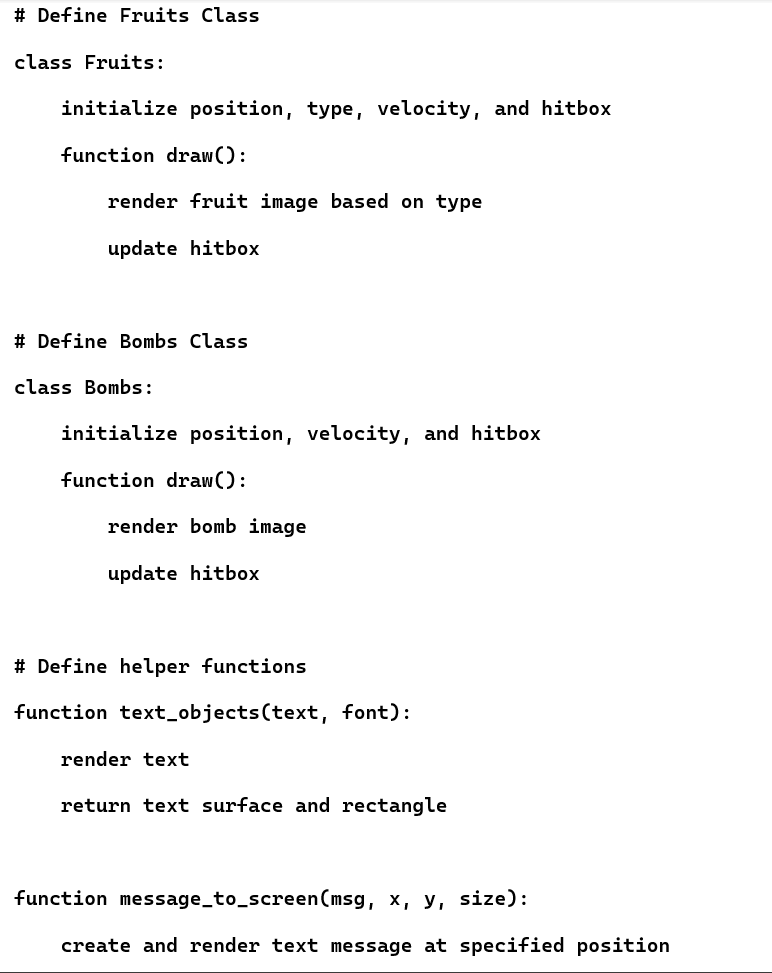 # Define Fruits Class
class Fruits:
    initialize position, type, velocity, and hitbox
    function draw():
        render fruit image based on type
        update hitbox
# Define Bombs Class
class Bombs:
    initialize position, velocity, and hitbox
    function draw():
        render bomb image
        update hitbox
# Define helper functions
function text_objects(text, font):
    render text
    return text surface and rectangle
function message_to_screen(msg, x, y, size):
    create and render text message at specified position